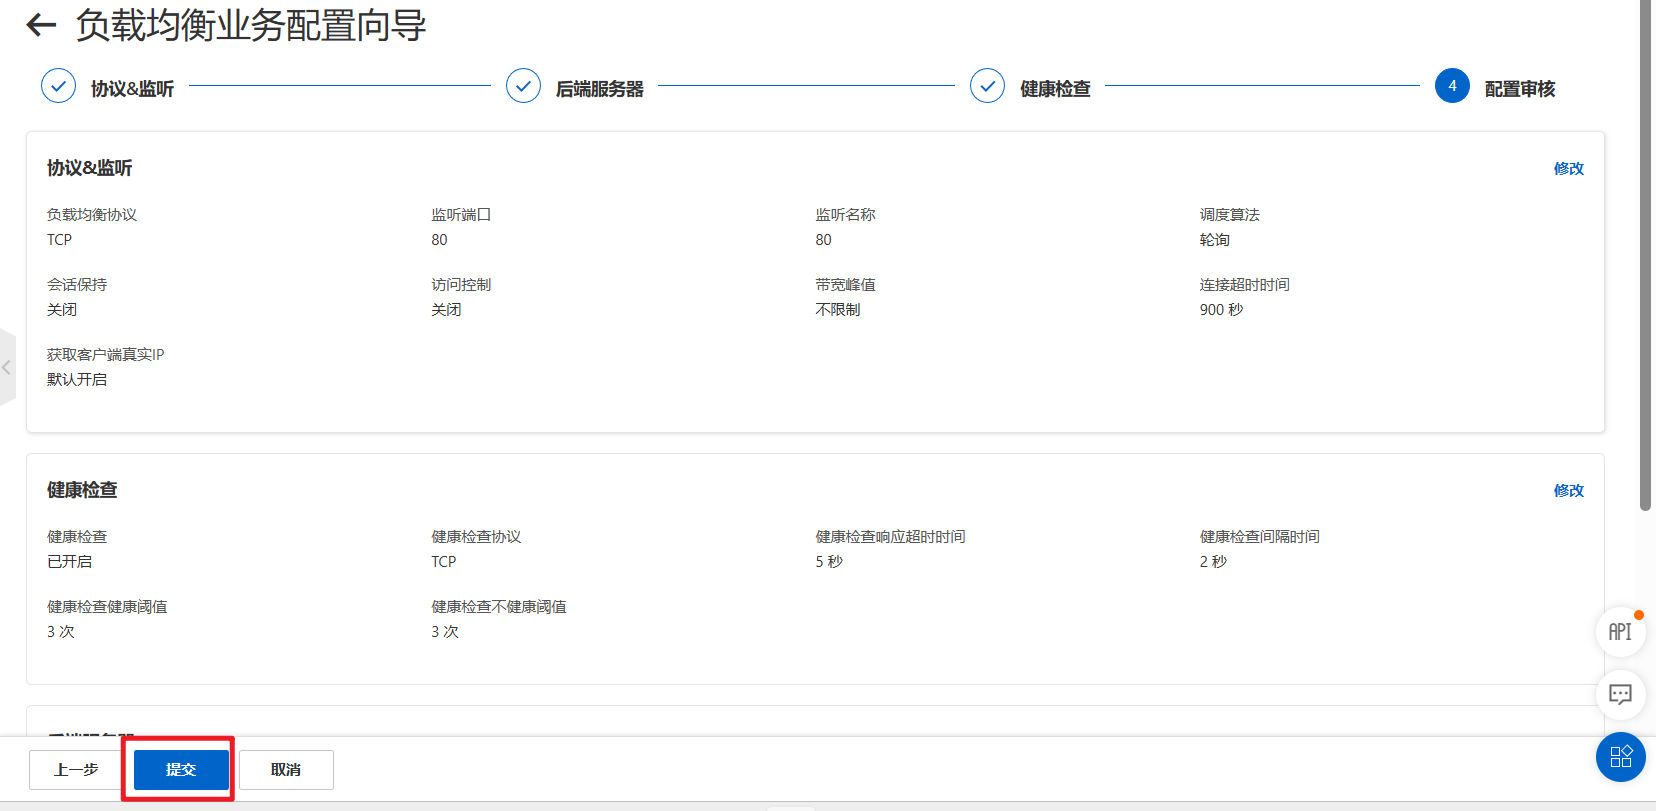 负载均衡业务配置向导
协议&监听 后端服务器 健康检查 4 配置审核
协议&监听 修改
负载均衡协议 监听端口 监听名称 调度算法
TCP 80 80 轮询
会话保持 访问控制 带宽峰值 连接超时时间
关闭 关闭 不限制 900 秒
获取客户端真实IP
默认开启
健康检查 修改
健康检查 健康检查协议 健康检查响应超时时间 健康检查间隔时间
已开启 TCP 5 秒 2 秒
健康检查健康阈值 健康检查不健康阈值
3 次 3 次
API
后端服务器
上一步 提交 取消